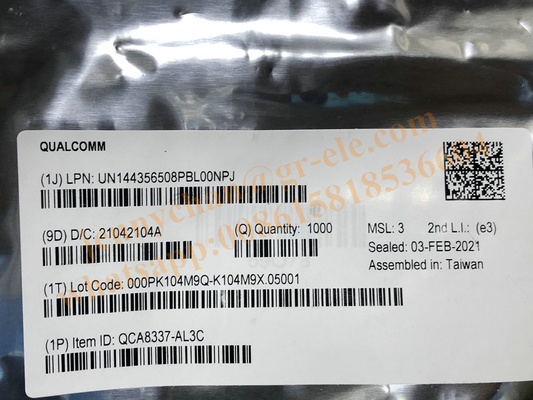 QUALCOMM
(1J) LPN: UN144356508PBL00NPJ
(9D) D/C: 21042104A
(Q) Quantity: 1000
MSL: 3 2nd L.I.: (e3)
Sealed: 03-FEB-2021
Assembled in: Taiwan
(1T) Lot Code: 000PK104M9Q-K104M9X.05001
(1P) Item ID: QCA8337-AL3C